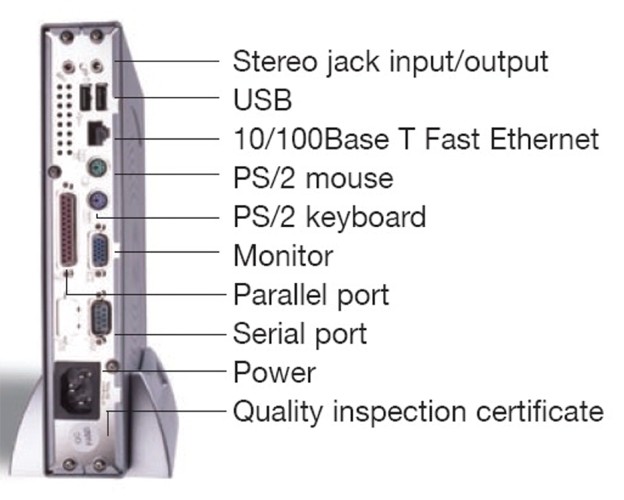 Stereo jack input/output
USB
10/100Base T Fast Ethernet
PS/2 mouse
PS/2 keyboard
Monitor
Parallel port
Serial port
Power
Quality inspection certificate